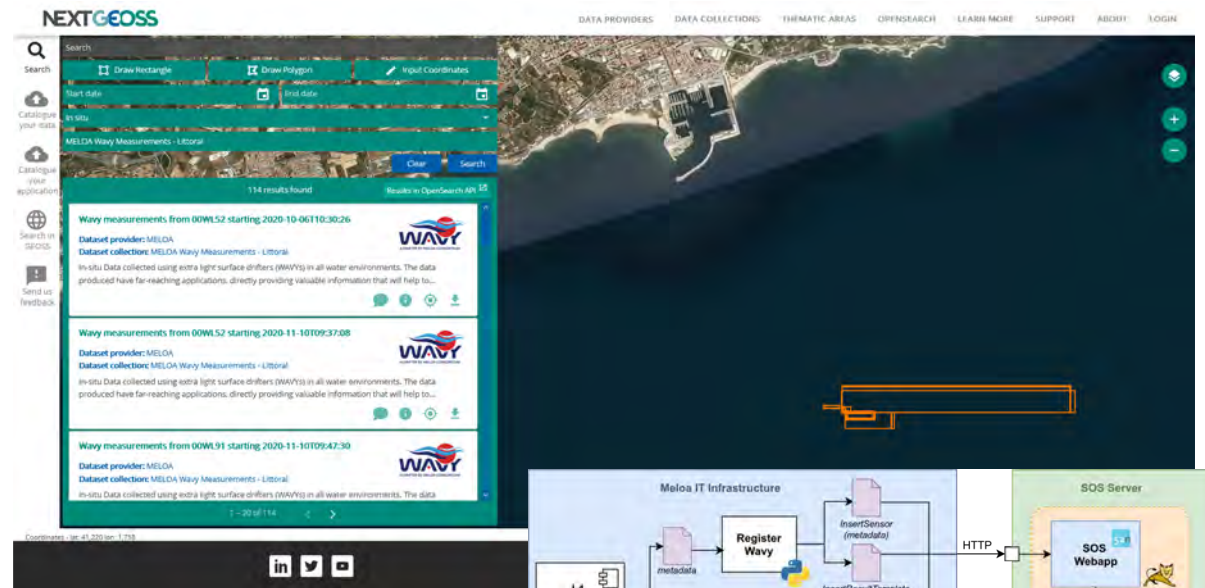 NEXTGEOSS
DATA PROVIDERS DATA COLLECTIONS THEMATIC AREAS OPENSEARCH LEARN MORE SUPPORT ABOUT LOGIN
Search
Search
Draw Rectangle Draw Polygon Input Coordinates
Start date End date
Catalogue
your data
In situ
MELOA Wavy Measurements - Littoral
Catalogue
your
application
Clear Search
114 results found Results in OpenSearch API
Search in
GEOSS
Send us
feedback
Wavy measurements from 00WL52 starting 2020-10-06T10:30:26
WAVY
Dataset provider: MELOA
Dataset collection: MELOA Wavy Measurements - Littoral
In-situ Data collected using extra light surface drifters (WAVYs) in all water environments. The data
produced have far-reaching applications, directly providing valuable information that will help to...
Wavy measurements from 00WL52 starting 2020-11-10T09:37:08
WAVY
Dataset provider: MELOA
Dataset collection: MELOA Wavy Measurements - Littoral
In-situ Data collected using extra light surface drifters (WAVYs) in all water environments. The data
produced have far-reaching applications, directly providing valuable information that will help to...
Wavy measurements from 00WL91 starting 2020-11-10T09:47:30
WAVY
Dataset provider: MELOA
Dataset collection: MELOA Wavy Measurements - Littoral
In-situ Data collected using extra light surface drifters (WAVYs) in all water environments. The data
1 - 20 of 114
Coordinates - lat: 41,220 lon: 1,733
Meloa IT Infrastructure
metadata
Register
Wavy
InsertSensor
(metadata)
HTTP
SOS Server
SOS
Webapp